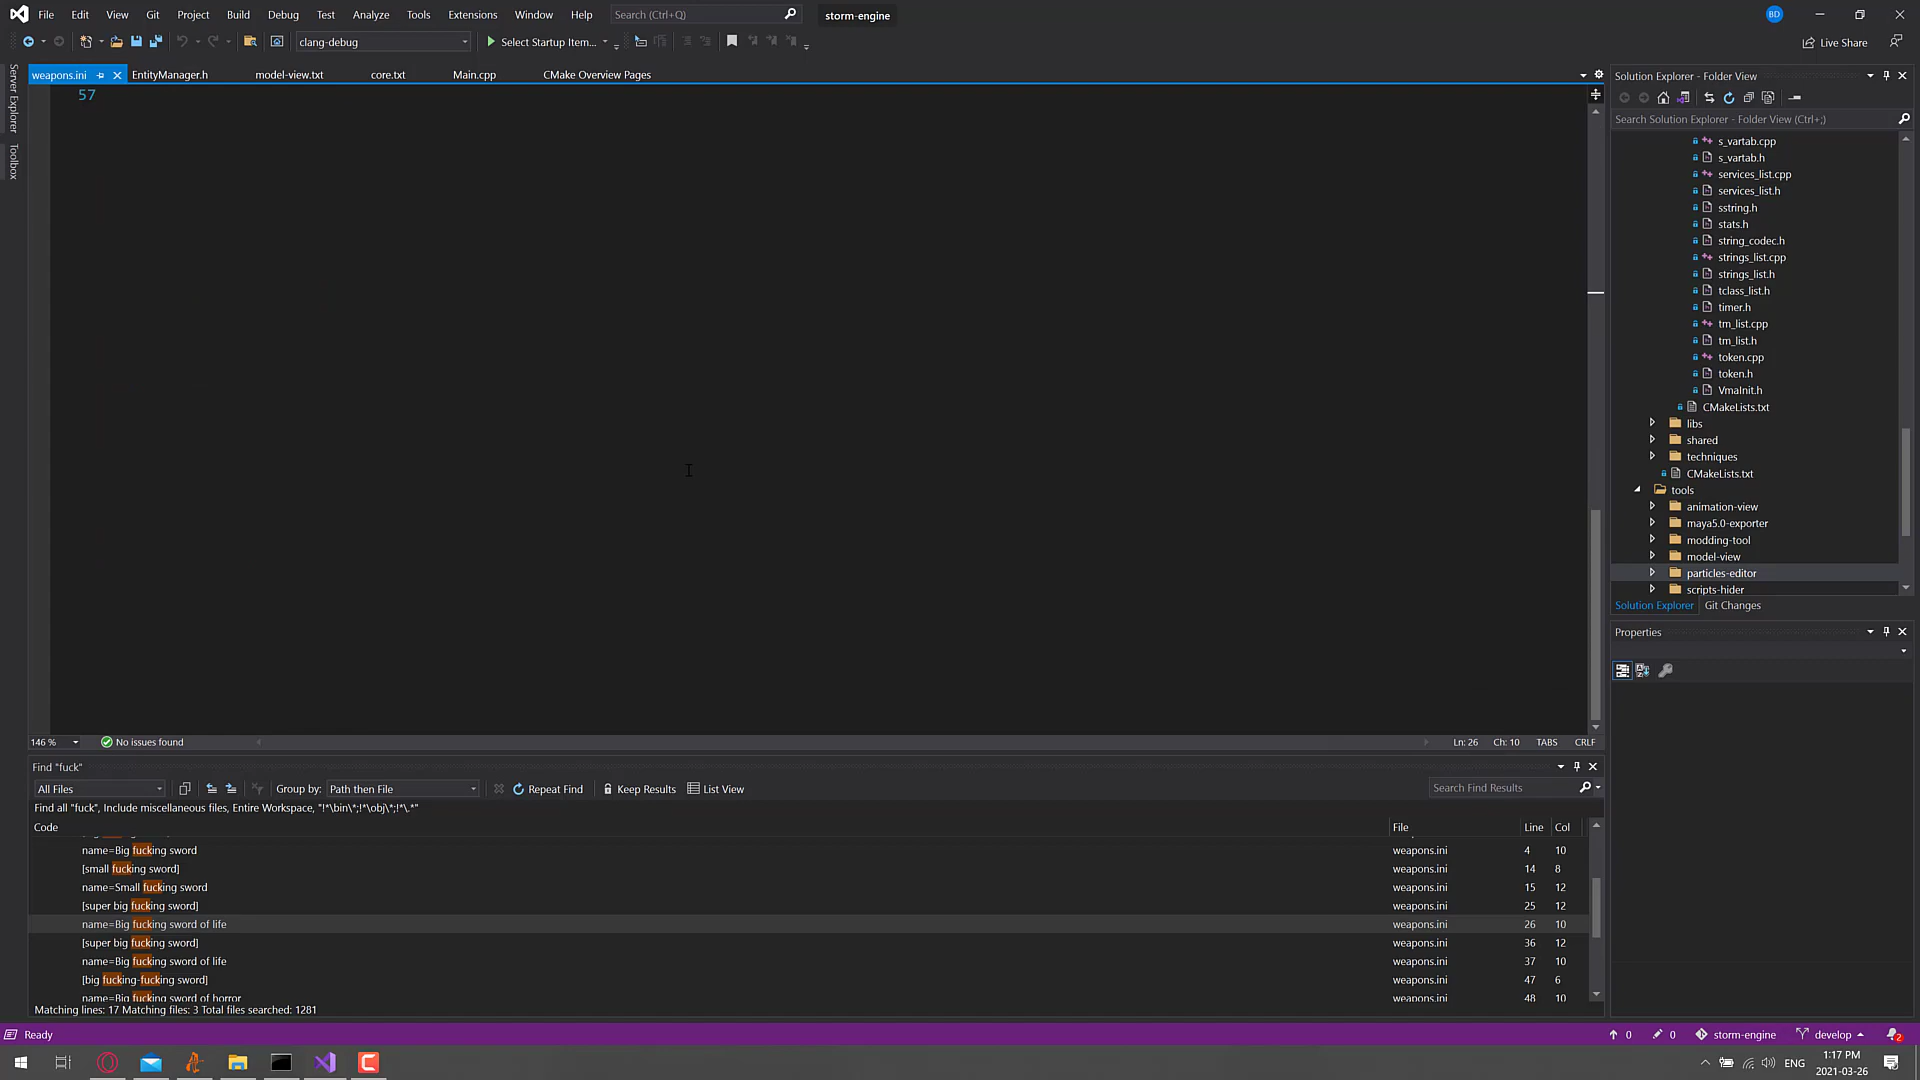 File Edit View Git Project Build Debug Test Analyze Tools Extensions Window Help Search (Ctrl+Q) storm-engine BD
clang-debug Select Startup Item... Live Share
Server Explorer
Toolbox
weapons.ini EntityManager.h model-view.txt core.txt Main.cpp CMake Overview Pages
57
146 % No issues found Ln: 26 Ch: 10 TABS CRLF
Find "fuck"
All Files Group by: Path then File Repeat Find Keep Results List View Search Find Results
Find all "fuck", Include miscellaneous files, Entire Workspace, "!*\bin\*;!*\obj\*;!*\.*"
Code File Line Col
name=Big fucking sword weapons.ini 4 10
[small fucking sword] weapons.ini 14 8
name=Small fucking sword weapons.ini 15 12
[super big fucking sword] weapons.ini 25 12
name=Big fucking sword of life weapons.ini 26 10
[super big fucking sword] weapons.ini 36 12
name=Big fucking sword of life weapons.ini 37 10
[big fucking-fucking sword] weapons.ini 47 6
name=Big fucking sword of horror weapons.ini 48 10
Matching lines: 17 Matching files: 3 Total files searched: 1281
Solution Explorer - Folder View
Search Solution Explorer - Folder View (Ctrl+;)
s_vartab.cpp
s_vartab.h
services_list.cpp
services_list.h
sstring.h
stats.h
string_codec.h
strings_list.cpp
strings_list.h
tclass_list.h
timer.h
tm_list.cpp
tm_list.h
token.cpp
token.h
VmaInit.h
CMakeLists.txt
libs
shared
techniques
CMakeLists.txt
tools
animation-view
maya5.0-exporter
modding-tool
model-view
particles-editor
scripts-hider
Solution Explorer Git Changes
Properties
Ready 0 0 storm-engine develop 2
ENG 1:17 PM
2021-03-26